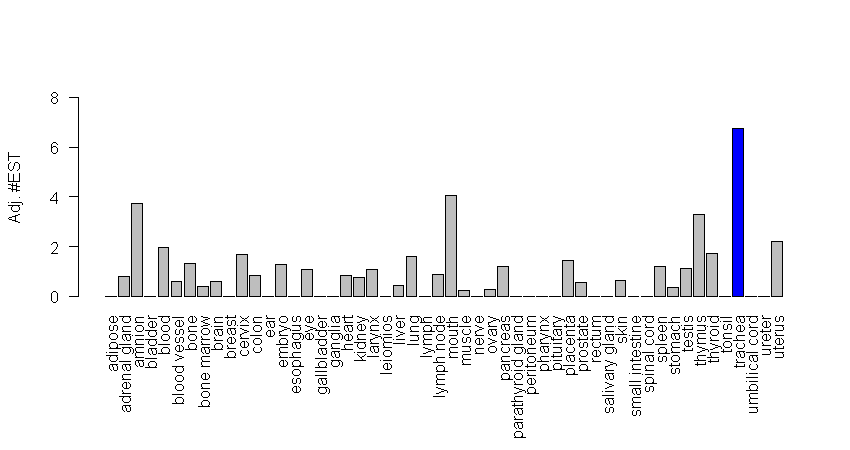 8
6
4
2
0
Adj. #EST
adipose
adrenal gland
amnion
bladder
blood
blood vessel
bone
bone marrow
brain
breast
cervix
colon
ear
embryo
esophagus
eye
gallbladder
ganglia
heart
kidney
larynx
leiomios
liver
lung
lymph
lymph node
mouth
muscle
nerve
ovary
pancreas
parathyroid gland
peritoneum
pharynx
pituitary
placenta
prostate
rectum
salivary gland
skin
small intestine
spinal cord
spleen
stomach
testis
thymus
thyroid
tonsil
trachea
umbilical cord
ureter
uterus